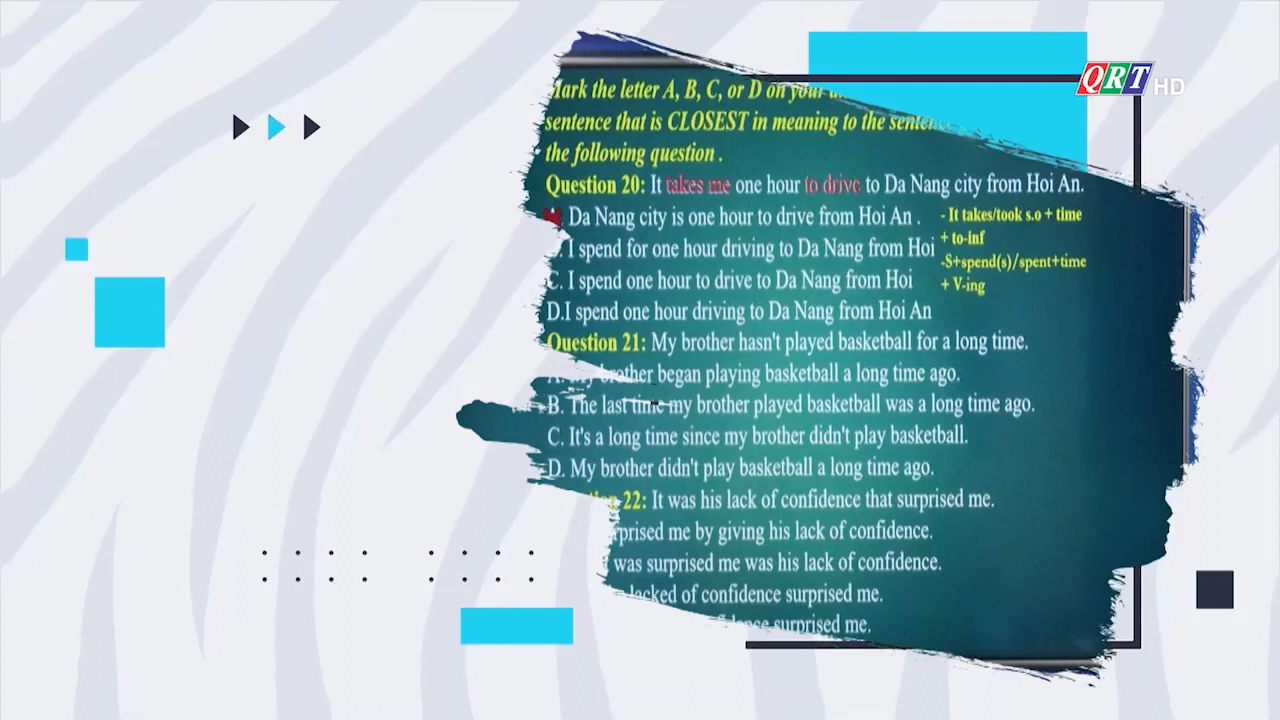 QRT HD
Mark the letter A, B, C, or D on your
sentence that is CLOSEST in meaning to the
the following question .
Question 20: It takes me one hour to drive to Da Nang city from Hoi An.
Da Nang city is one hour to drive from Hoi An .
I spend for one hour driving to Da Nang from Hoi
C. I spend one hour to drive to Da Nang from Hoi
D.I spend one hour driving to Da Nang from Hoi An
- It takes/took s.o + time
+ to-inf
-S+spend(s)/spent+time
+ V-ing
Question 21: My brother hasn't played basketball for a long time.
A. My brother began playing basketball a long time ago.
B. The last time my brother played basketball was a long time ago.
C. It's a long time since my brother didn't play basketball.
D. My brother didn't play basketball a long time ago.
22: It was his lack of confidence that surprised me.
me by giving his lack of confidence.
was surprised me was his lack of confidence.
lacked of confidence surprised me.
surprised me.